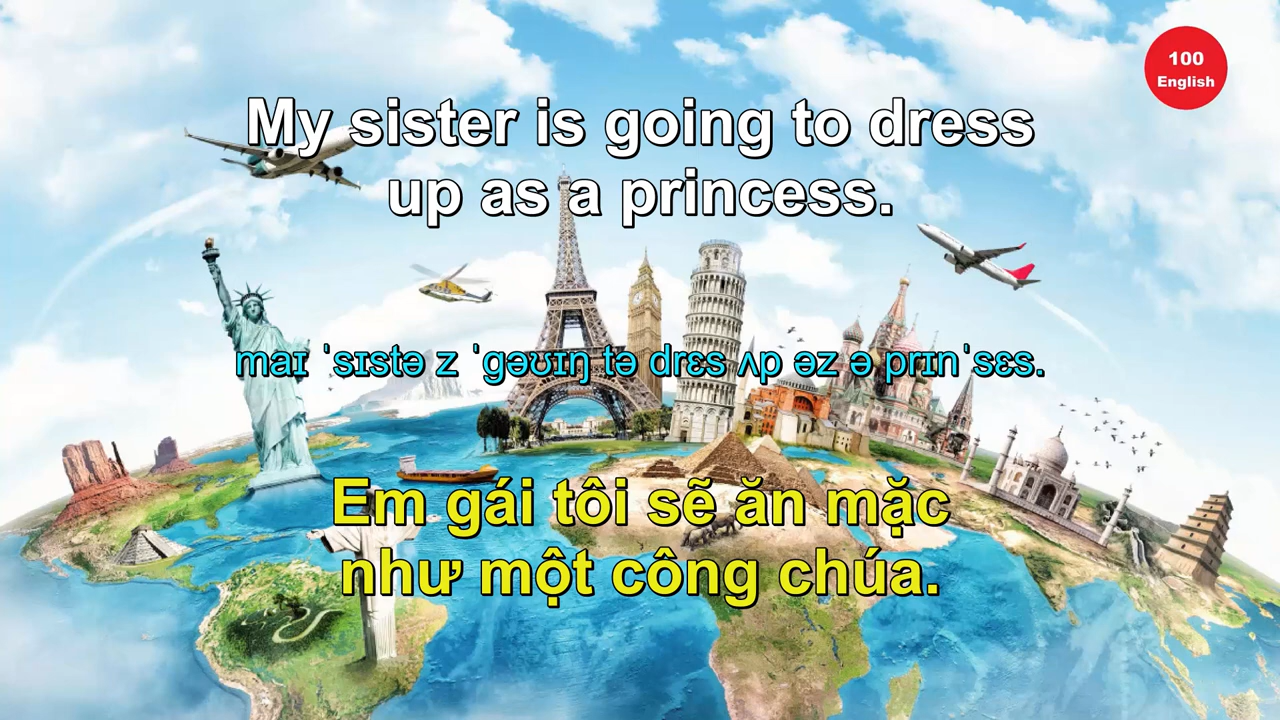 100
English
My sister is going to dress
up as a princess.
maɪ ˈsɪstə z ˈɡəʊɪŋ tə drɛs ʌp əz ə prɪnˈsɛs.
Em gái tôi sẽ ăn mặc
như một công chúa.